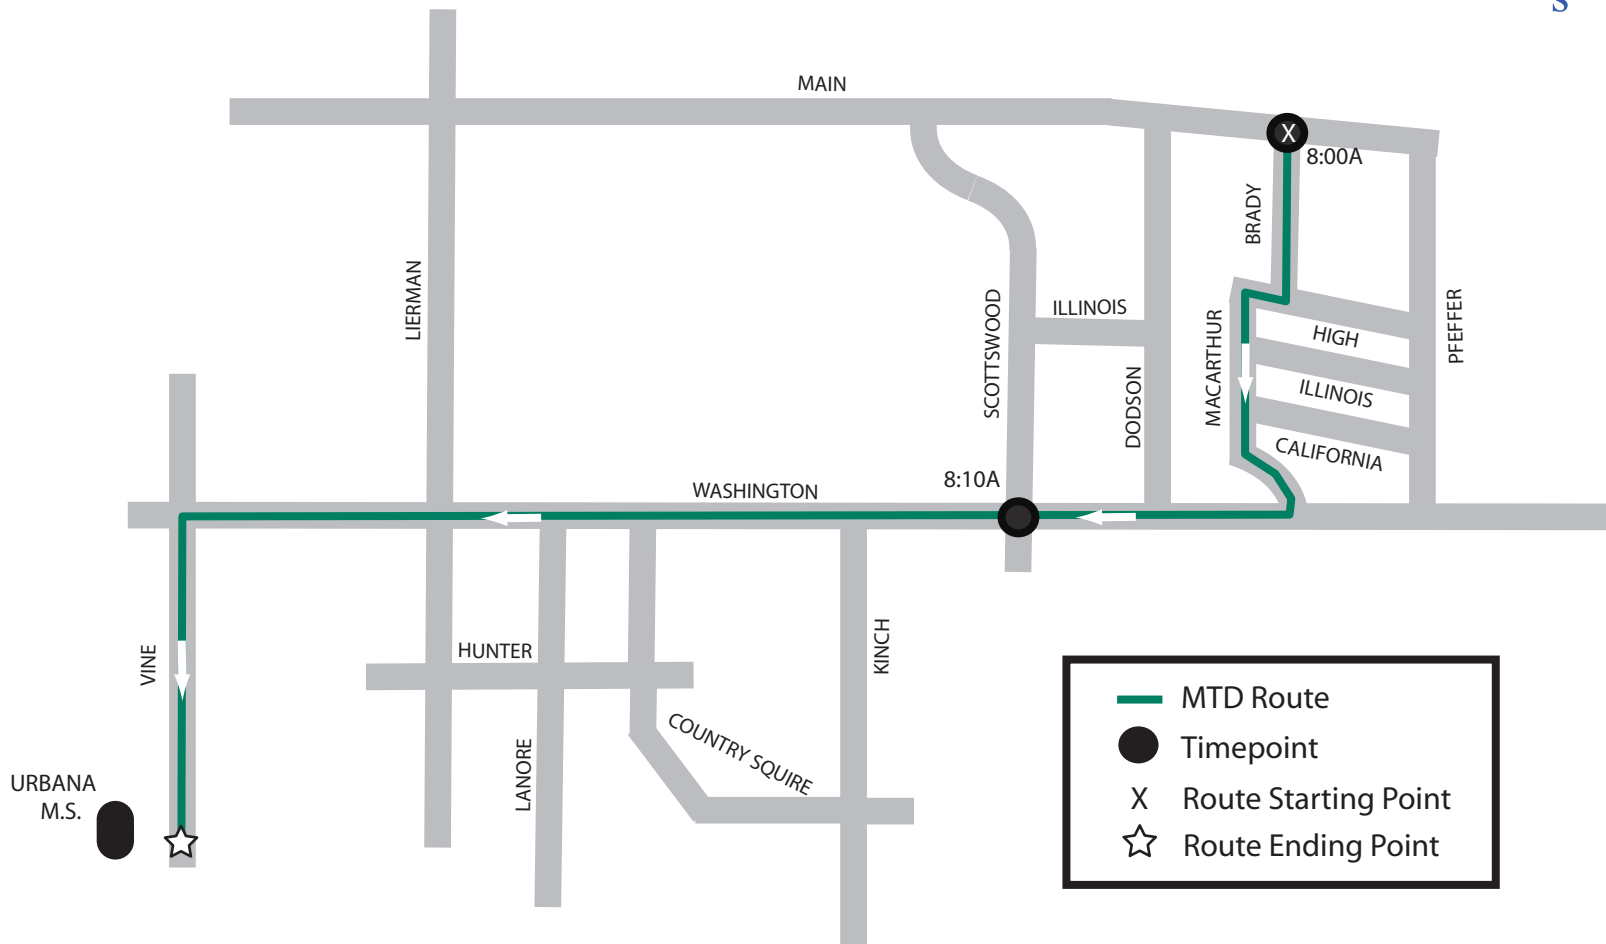 S
MAIN
X
8:00A
BRADY
LIERMAN
SCOTTSWOOD
ILLINOIS
DODSON
MACARTHUR
HIGH
ILLINOIS
CALIFORNIA
PFEFFER
8:10A
WASHINGTON
VINE
HUNTER
LANORE
COUNTRY SQUIRE
KINCH
URBANA
M.S.
MTD Route
Timepoint
X Route Starting Point
Route Ending Point